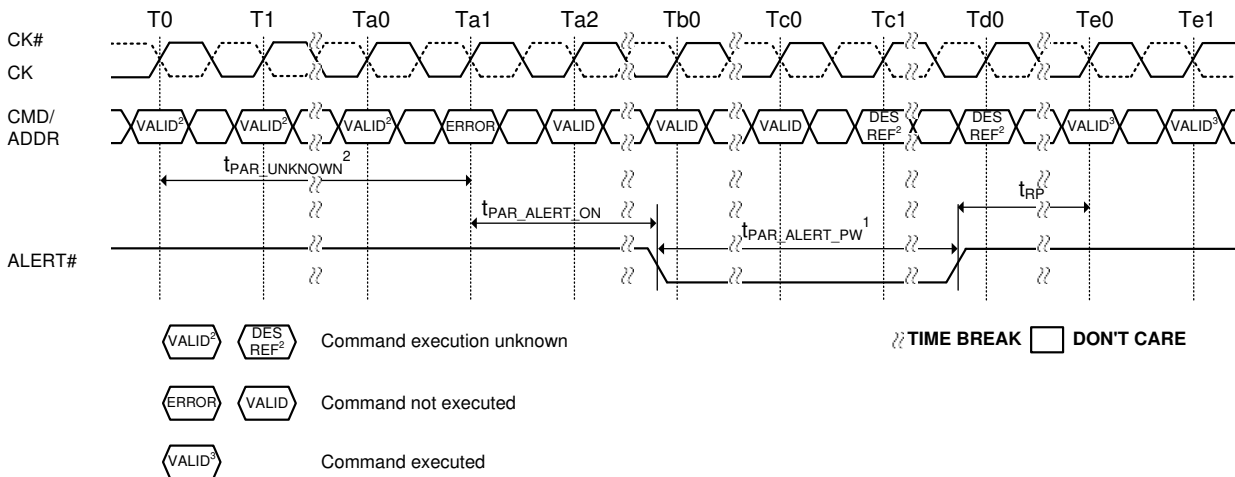 T0 T1 Ta0 Ta1 Ta2 Tb0 Tc0 Tc1 Td0 Te0 Te1
CK#
CK
CMD/
ADDR
VALID² VALID² VALID² ERROR VALID VALID VALID DES REF² DES REF² VALID³ VALID³
tPAR_UNKNOWN²
tRP
tPAR_ALERT_ON
tPAR_ALERT_PW¹
ALERT#
VALID² DES REF² Command execution unknown
TIME BREAK DON'T CARE
ERROR VALID Command not executed
VALID³ Command executed